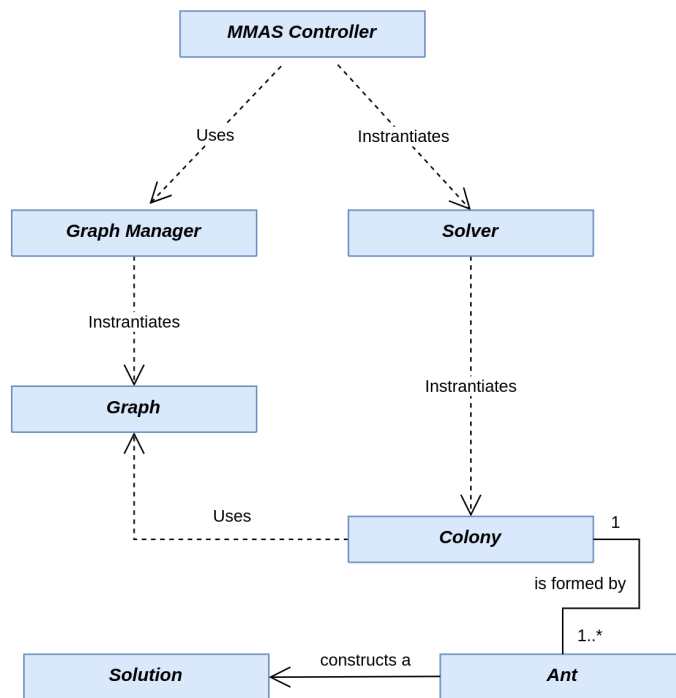 MMAS Controller
Uses
Instrantiates
Graph Manager
Solver
Instrantiates
Instrantiates
Graph
Uses
1
Colony
is formed by
1..*
constructs a
Solution
Ant